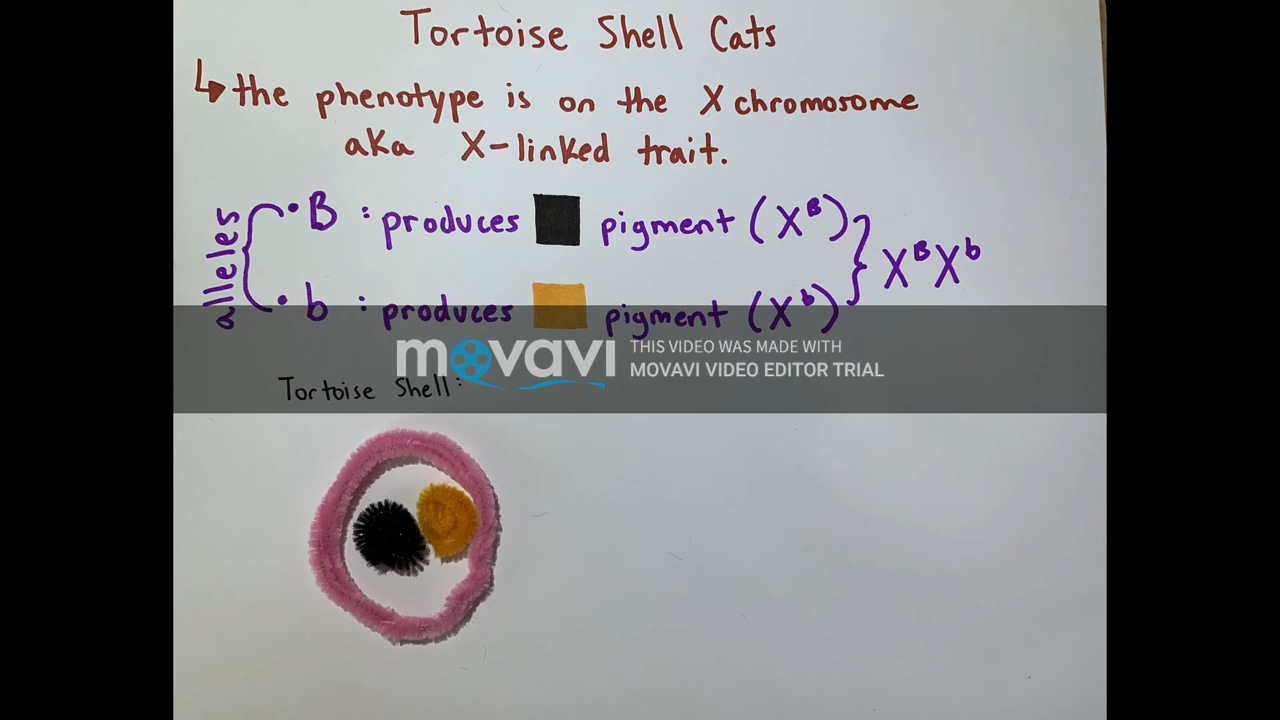 Tortoise Shell Cats
↳ the phenotype is on the X chromosome
aka X-linked trait.
alleles
• B : produces pigment (X^B)
• b : produces pigment (X^b)
X^B X^b
movavi
THIS VIDEO WAS MADE WITH
MOVAVI VIDEO EDITOR TRIAL
Tortoise Shell: